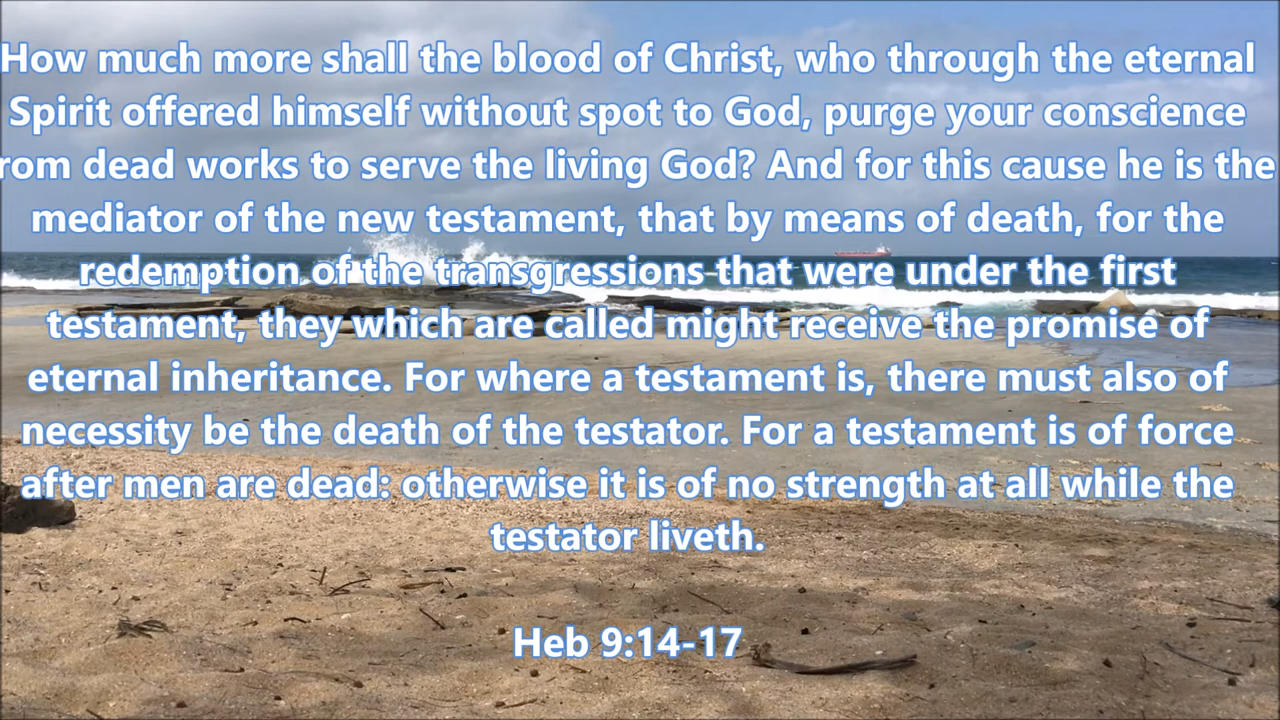 How much more shall the blood of Christ, who through the eternal
Spirit offered himself without spot to God, purge your conscience
rom dead works to serve the living God? And for this cause he is the
mediator of the new testament, that by means of death, for the
redemption of the transgressions that were under the first
testament, they which are called might receive the promise of
eternal inheritance. For where a testament is, there must also of
necessity be the death of the testator. For a testament is of force
after men are dead: otherwise it is of no strength at all while the
testator liveth.
Heb 9:14-17